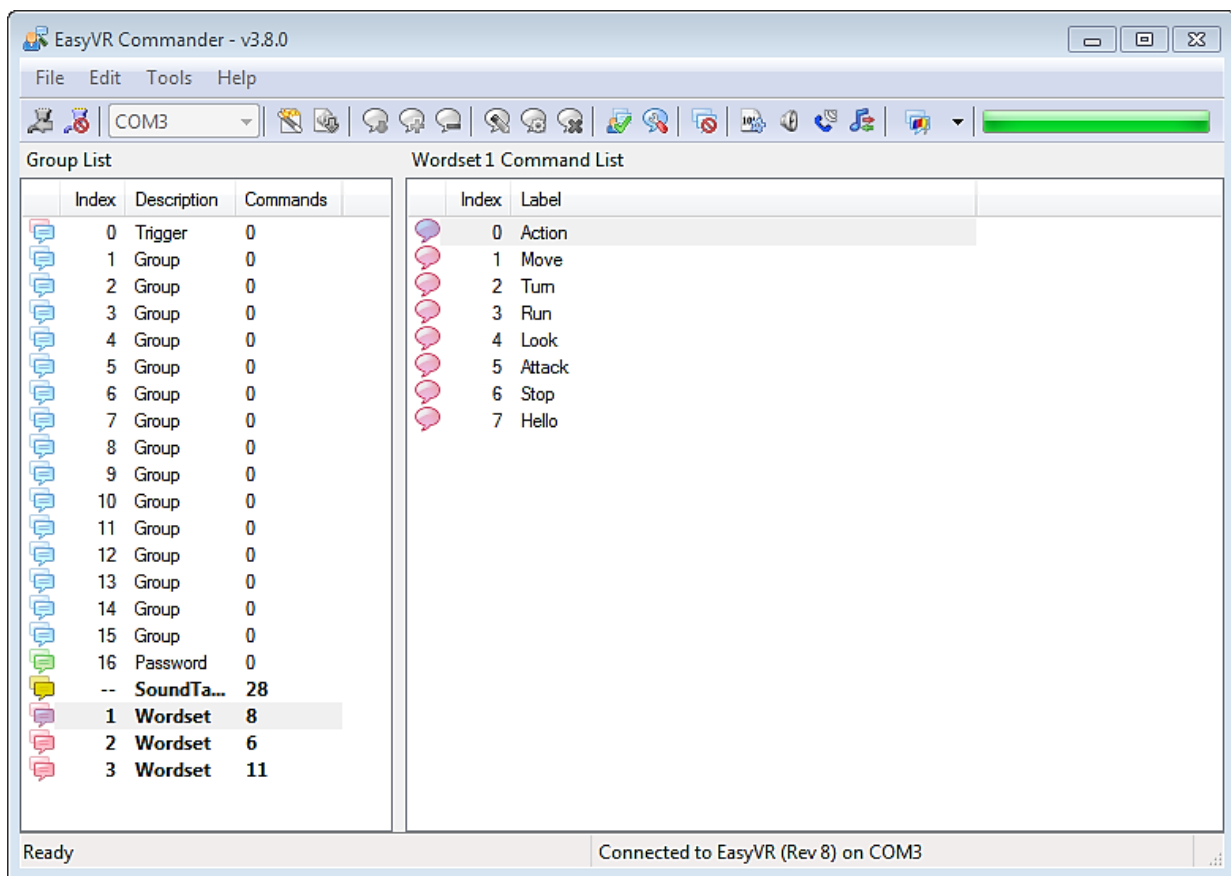 EasyVR Commander - v3.8.0
File Edit Tools Help
COM3
Group List
Index Description Commands
0 Trigger 0
1 Group 0
2 Group 0
3 Group 0
4 Group 0
5 Group 0
6 Group 0
7 Group 0
8 Group 0
9 Group 0
10 Group 0
11 Group 0
12 Group 0
13 Group 0
14 Group 0
15 Group 0
16 Password 0
-- SoundTa... 28
1 Wordset 8
2 Wordset 6
3 Wordset 11
Wordset 1 Command List
Index Label
0 Action
1 Move
2 Turn
3 Run
4 Look
5 Attack
6 Stop
7 Hello
Ready
Connected to EasyVR (Rev 8) on COM3